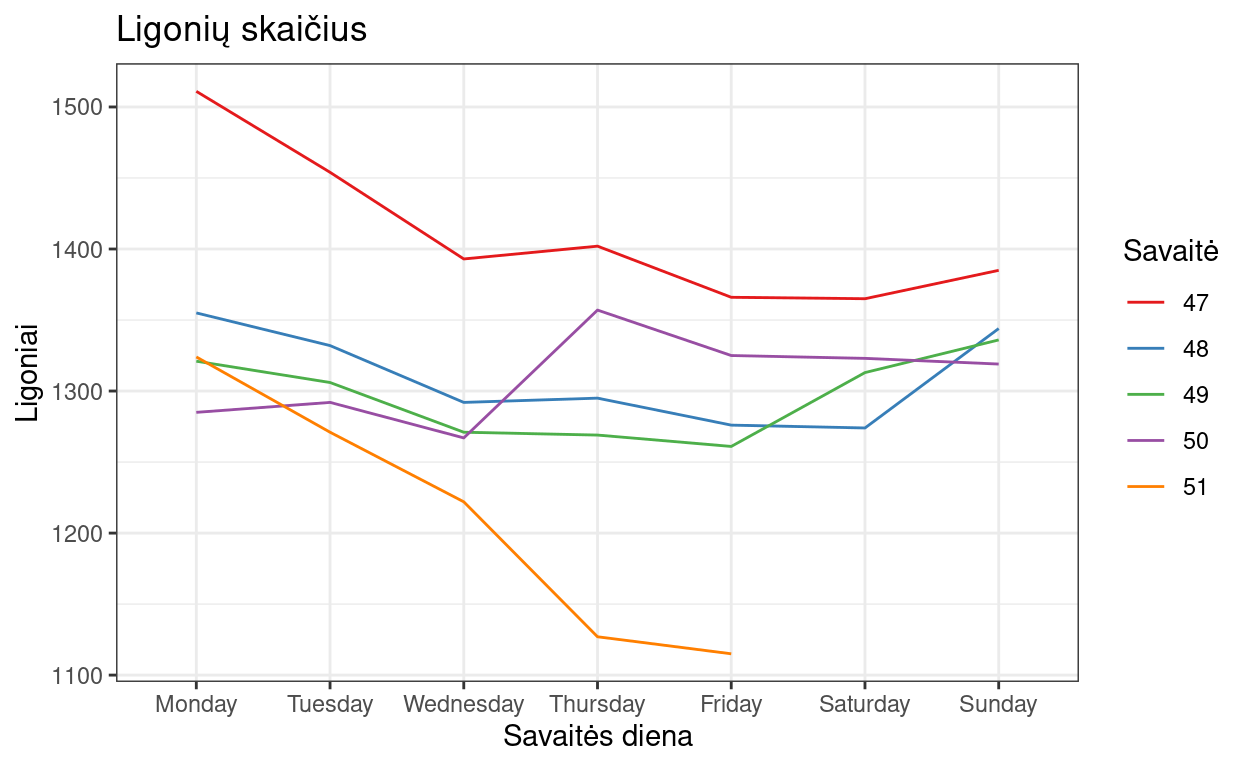 Ligonių skaičius
1500
1400
1300
1200
1100
Ligoniai
Monday Tuesday Wednesday Thursday Friday Saturday Sunday
Savaitės diena
Savaitė
47
48
49
50
51